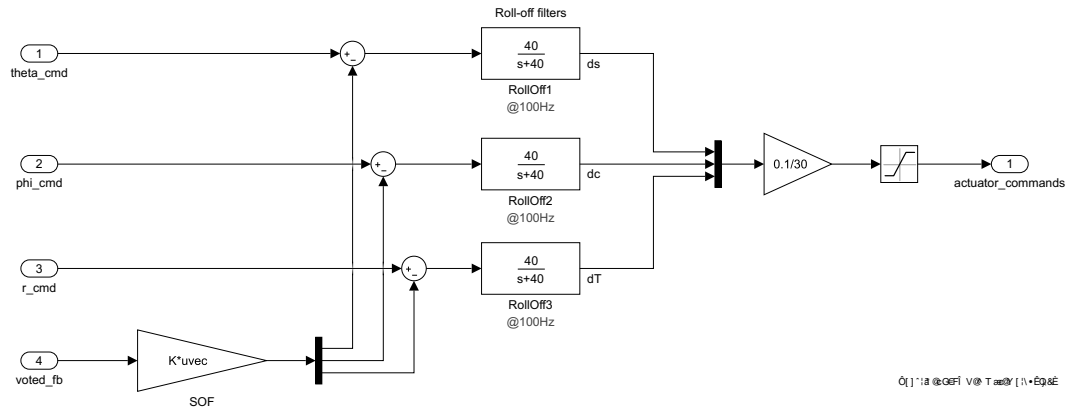 Roll-off filters
1
theta_cmd
+
−
40
s+40
ds
RollOff1
@100Hz
2
phi_cmd
+
−
40
s+40
dc
RollOff2
@100Hz
0.1/30
1
actuator_commands
3
r_cmd
+
−
40
s+40
dT
RollOff3
@100Hz
4
voted_fb
K*uvec
SOF